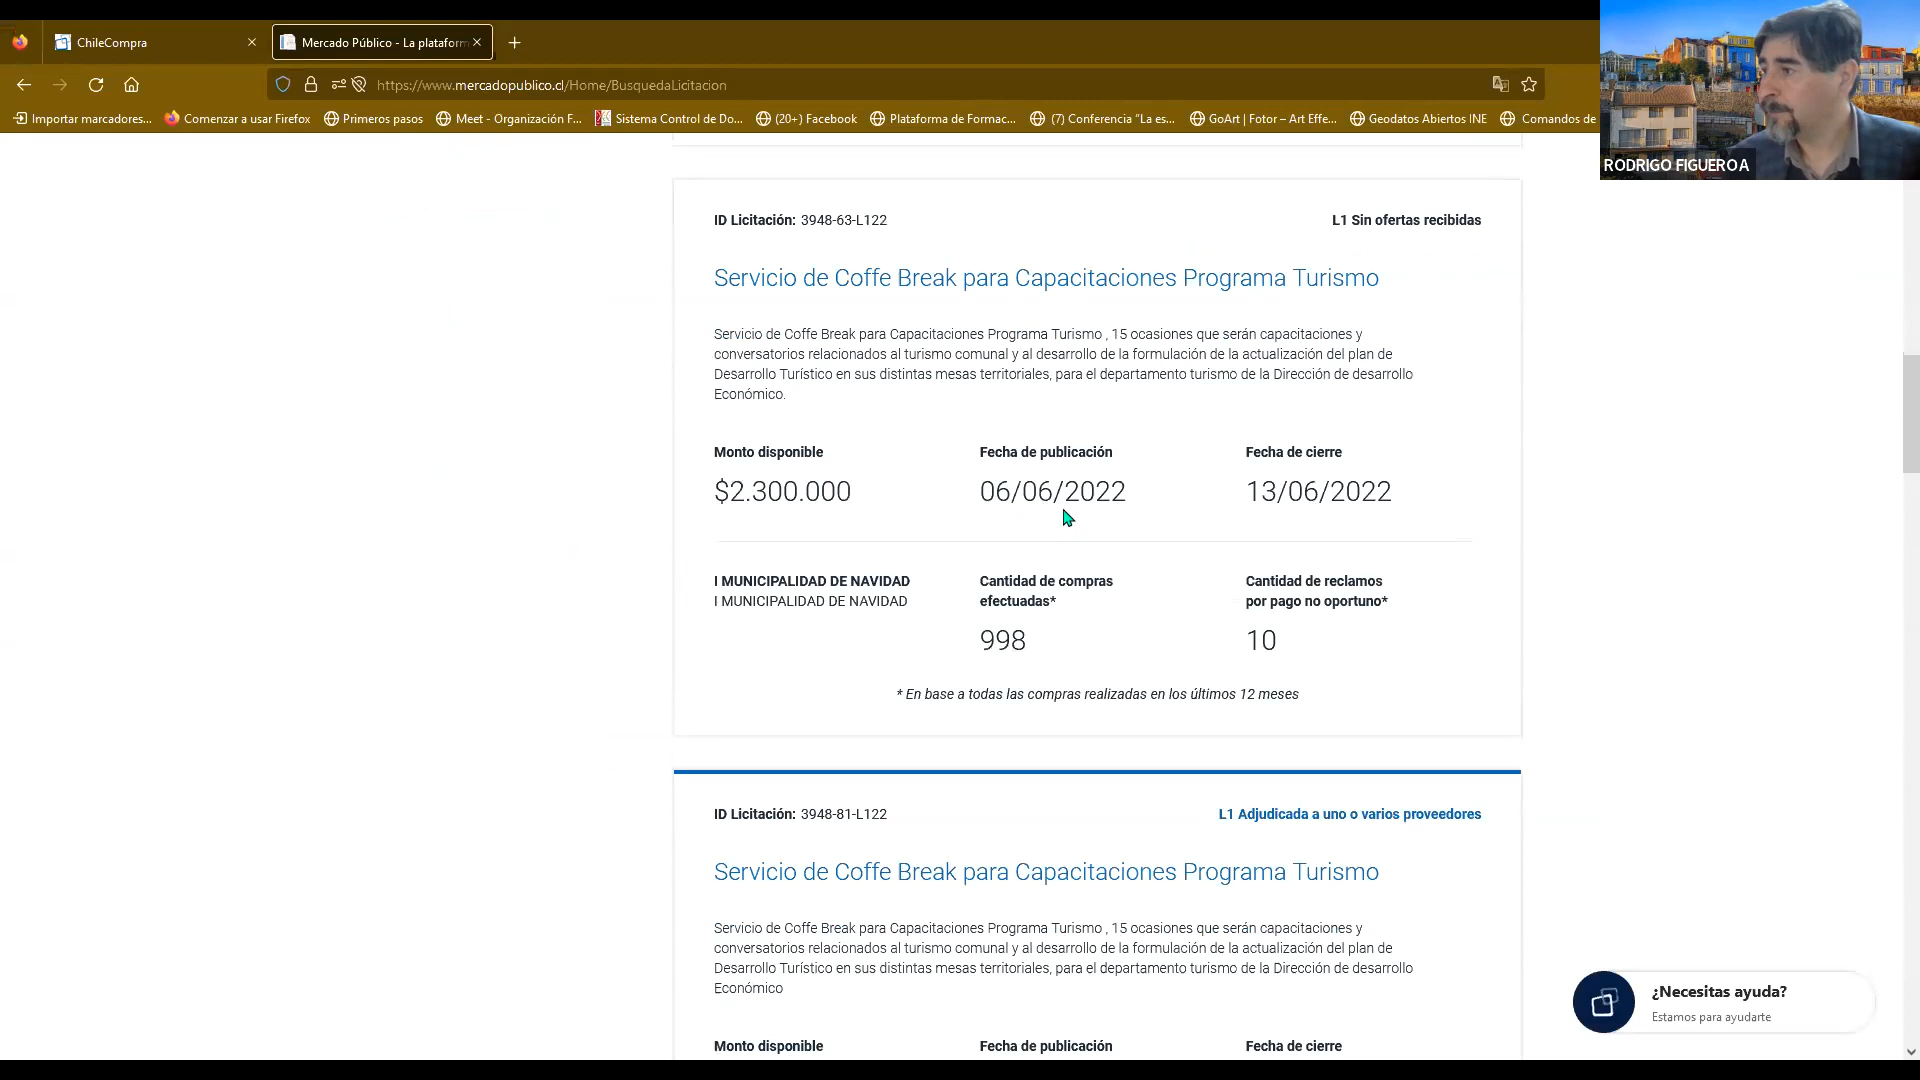 ChileCompra
Mercado Público - La plataform
https://www.mercadopublico.cl/Home/BusquedaLicitacion
Importar marcadores...
Comenzar a usar Firefox
Primeros pasos
Meet - Organización F...
Sistema Control de Do...
(20+) Facebook
Plataforma de Formac...
(7) Conferencia "La es...
GoArt | Fotor – Art Effe...
Geodatos Abiertos INE
Comandos de
RODRIGO FIGUEROA
ID Licitación: 3948-63-L122
L1 Sin ofertas recibidas
Servicio de Coffe Break para Capacitaciones Programa Turismo
Servicio de Coffe Break para Capacitaciones Programa Turismo , 15 ocasiones que serán capacitaciones y
conversatorios relacionados al turismo comunal y al desarrollo de la formulación de la actualización del plan de
Desarrollo Turístico en sus distintas mesas territoriales, para el departamento turismo de la Dirección de desarrollo
Económico.
Monto disponible
Fecha de publicación
Fecha de cierre
$2.300.000
06/06/2022
13/06/2022
I MUNICIPALIDAD DE NAVIDAD
I MUNICIPALIDAD DE NAVIDAD
Cantidad de compras
efectuadas*
Cantidad de reclamos
por pago no oportuno*
998
10
* En base a todas las compras realizadas en los últimos 12 meses
ID Licitación: 3948-81-L122
L1 Adjudicada a uno o varios proveedores
Servicio de Coffe Break para Capacitaciones Programa Turismo
Servicio de Coffe Break para Capacitaciones Programa Turismo , 15 ocasiones que serán capacitaciones y
conversatorios relacionados al turismo comunal y al desarrollo de la formulación de la actualización del plan de
Desarrollo Turístico en sus distintas mesas territoriales, para el departamento turismo de la Dirección de desarrollo
Económico
Monto disponible
Fecha de publicación
Fecha de cierre
¿Necesitas ayuda?
Estamos para ayudarte